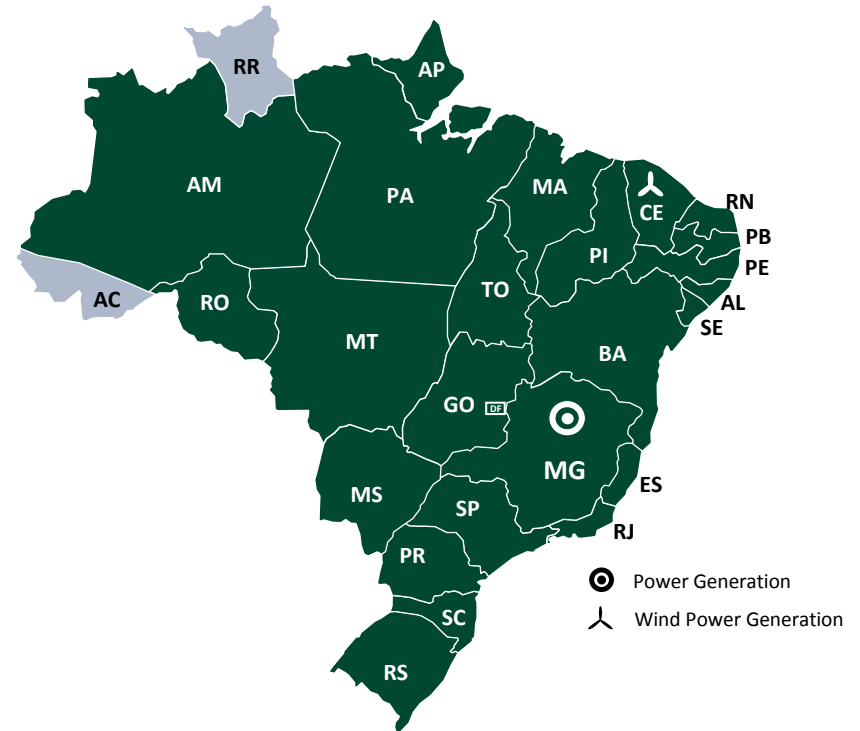 RR
AP
AM
PA
MA
CE
RN
PB
PI
PE
AC
RO
TO
AL
SE
MT
BA
GO
DF
MG
MS
SP
ES
RJ
PR
SC
RS
Power Generation
Wind Power Generation